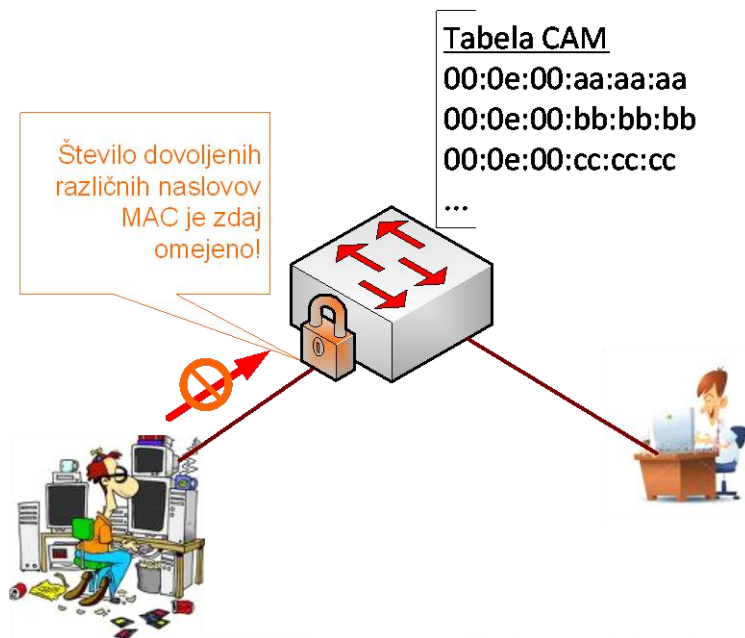 Tabela CAM
00:0e:00:aa:aa:aa
00:0e:00:bb:bb:bb
00:0e:00:cc:cc:cc
...
Število dovoljenih
različnih naslovov
MAC je zdaj
omejeno!